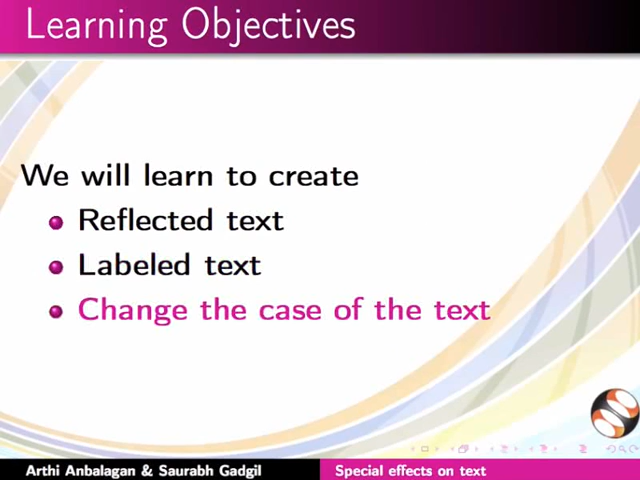 Learning Objectives
We will learn to create
Reflected text
Labeled text
Change the case of the text
Arthi Anbalagan & Saurabh Gadgil
Special effects on text